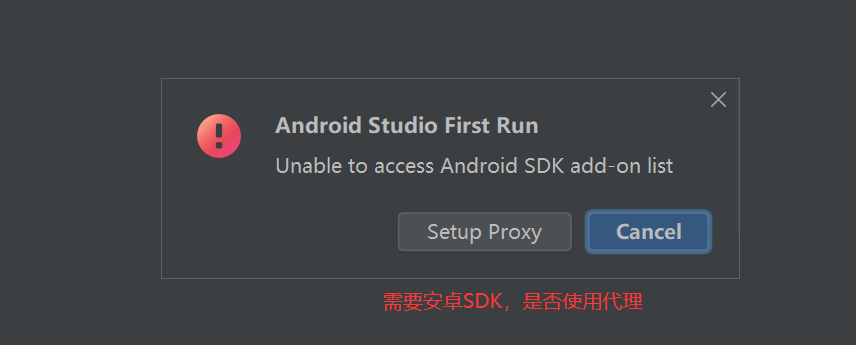 Android Studio First Run
Unable to access Android SDK add-on list
Setup Proxy
Cancel
需要安卓SDK，是否使用代理